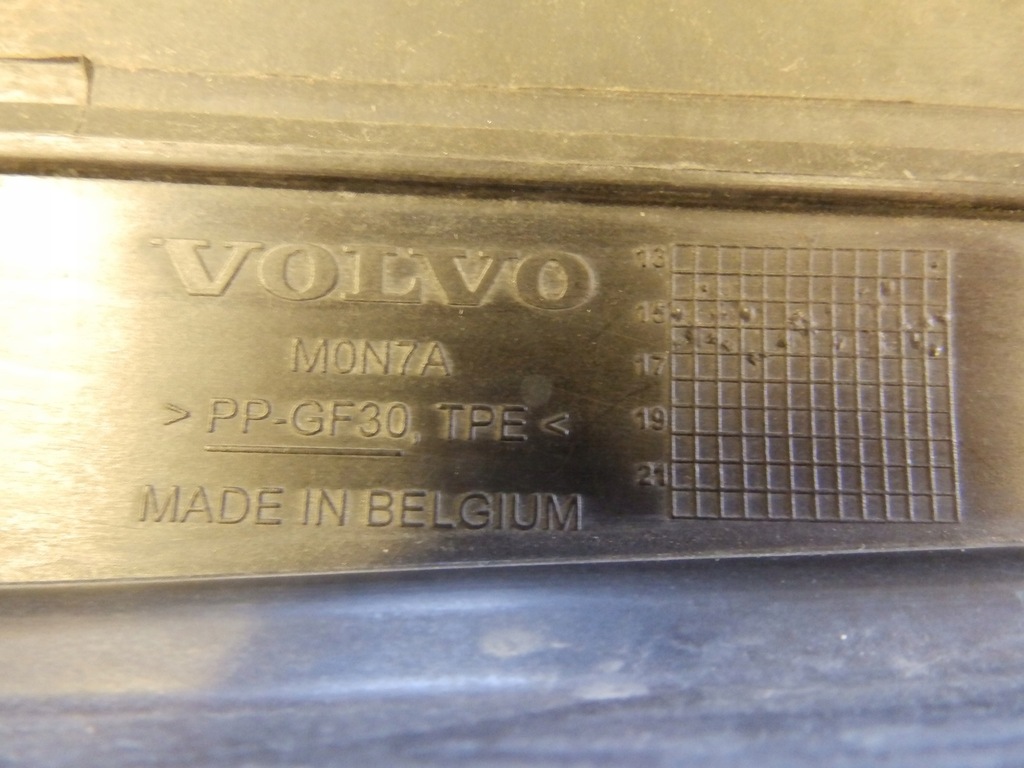 VOLVO
M0N7A
> PP-GF30, TPE <
MADE IN BELGIUM
13
15
17
19
21